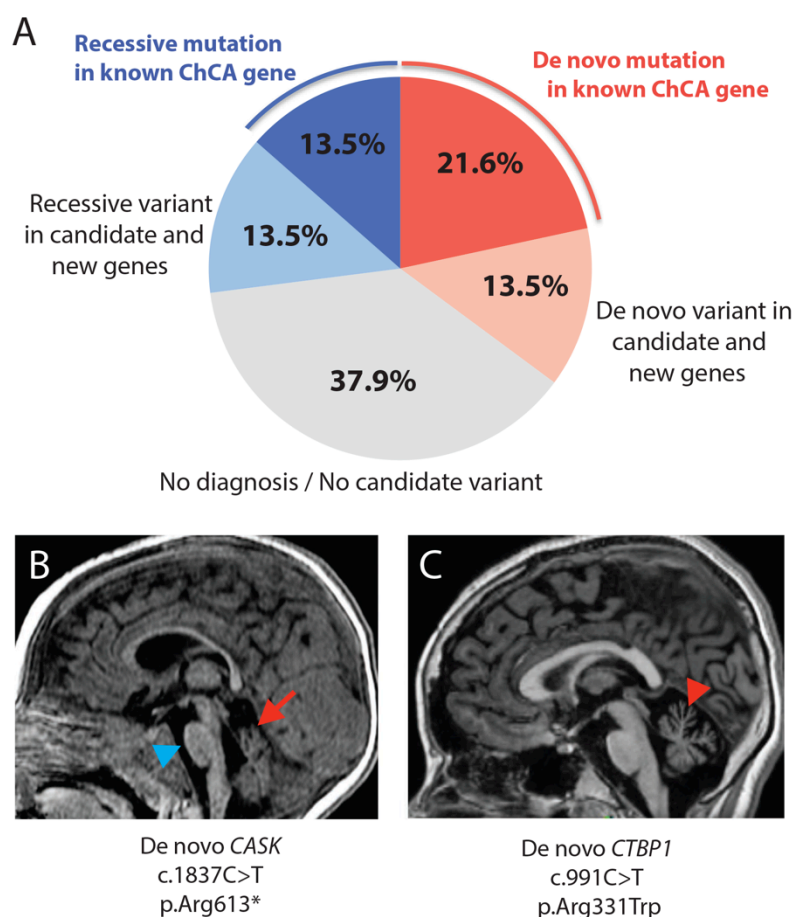 A
Recessive mutation
in known ChCA gene
De novo mutation
in known ChCA gene
13.5%
21.6%
Recessive variant
in candidate and
new genes
13.5%
13.5%
De novo variant in
candidate and
new genes
37.9%
No diagnosis / No candidate variant
B
C
De novo CASK
c.1837C>T
p.Arg613*
De novo CTBP1
c.991C>T
p.Arg331Trp